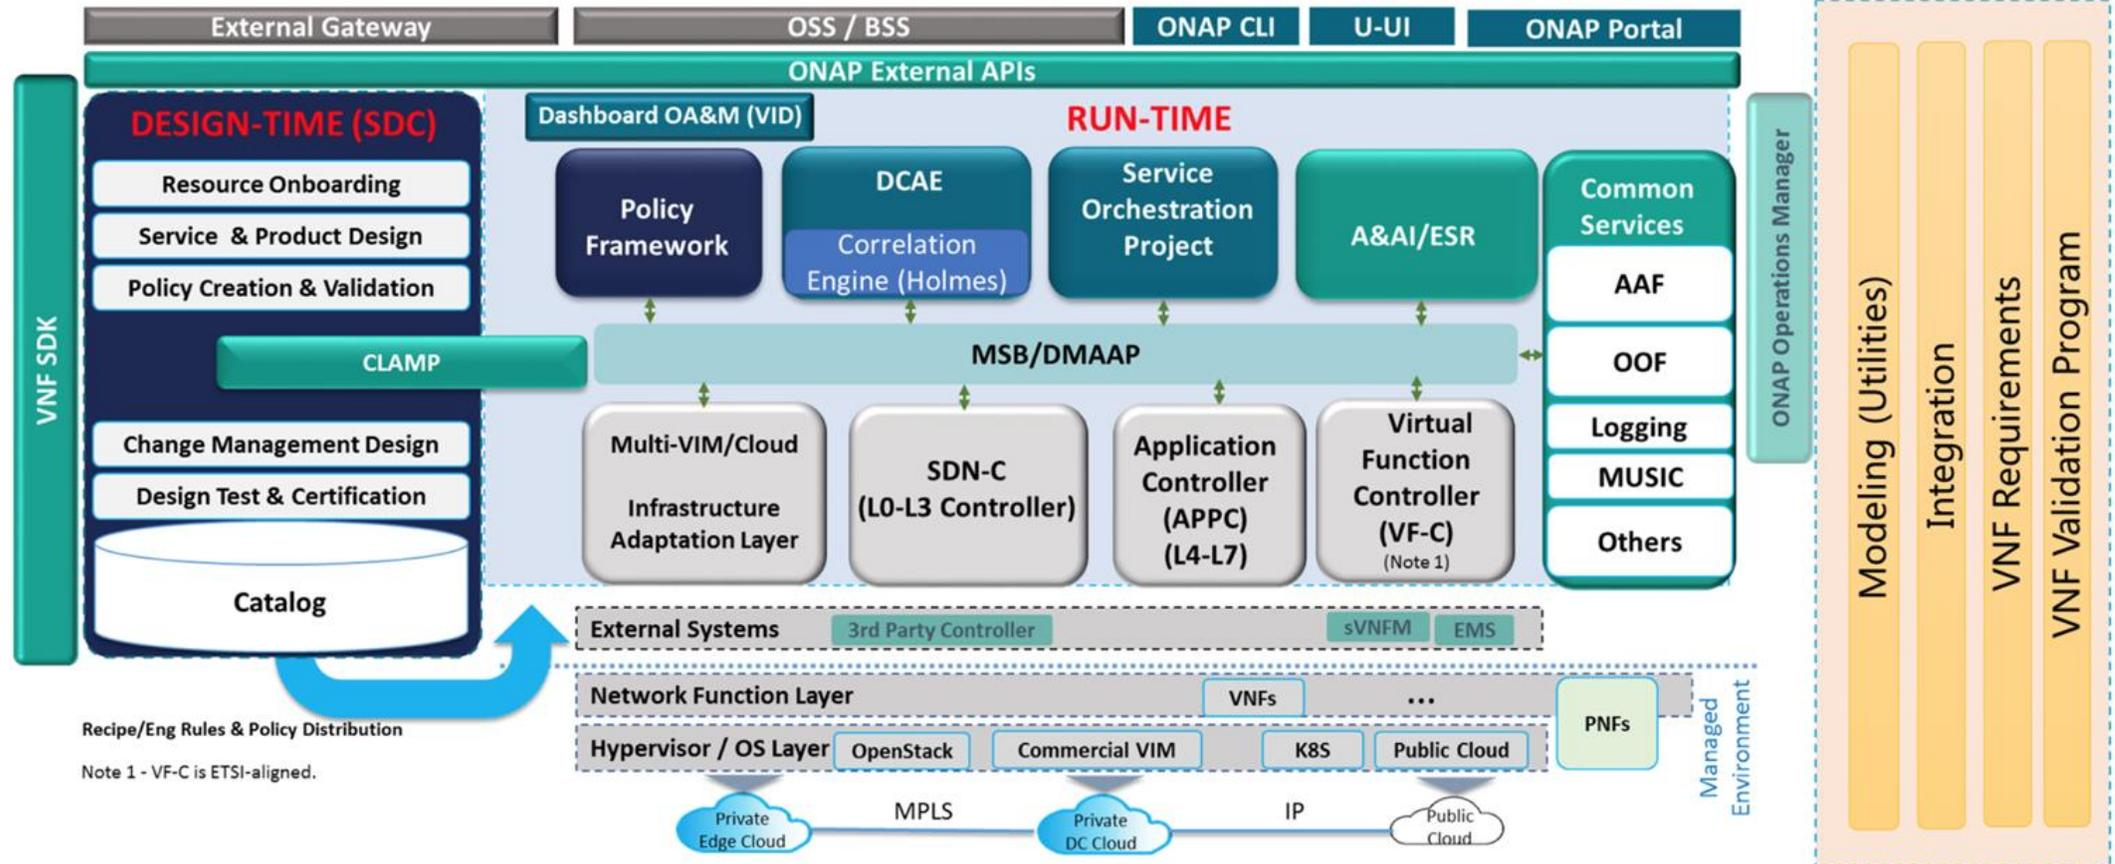 External Gateway
OSS / BSS
ONAP CLI
U-UI
ONAP Portal
ONAP External APIs
VNF SDK
DESIGN-TIME (SDC)
Resource Onboarding
Service & Product Design
Policy Creation & Validation
CLAMP
Change Management Design
Design Test & Certification
Catalog
Recipe/Eng Rules & Policy Distribution
Note 1 - VF-C is ETSI-aligned.
Dashboard OA&M (VID)
RUN-TIME
Policy
Framework
DCAE
Correlation
Engine (Holmes)
Service
Orchestration
Project
A&AI/ESR
MSB/DMAAP
Multi-VIM/Cloud
Infrastructure
Adaptation Layer
SDN-C
(L0-L3 Controller)
Application
Controller
(APPC)
(L4-L7)
Virtual
Function
Controller
(VF-C)
(Note 1)
Common
Services
AAF
OOF
Logging
MUSIC
Others
ONAP Operations Manager
External Systems
3rd Party Controller
sVNFM
EMS
Network Function Layer
VNFs
...
PNFs
Hypervisor / OS Layer
OpenStack
Commercial VIM
K8S
Public Cloud
Managed
Environment
Private
Edge Cloud
MPLS
Private
DC Cloud
IP
Public
Cloud
Modeling (Utilities)
Integration
VNF Requirements
VNF Validation Program